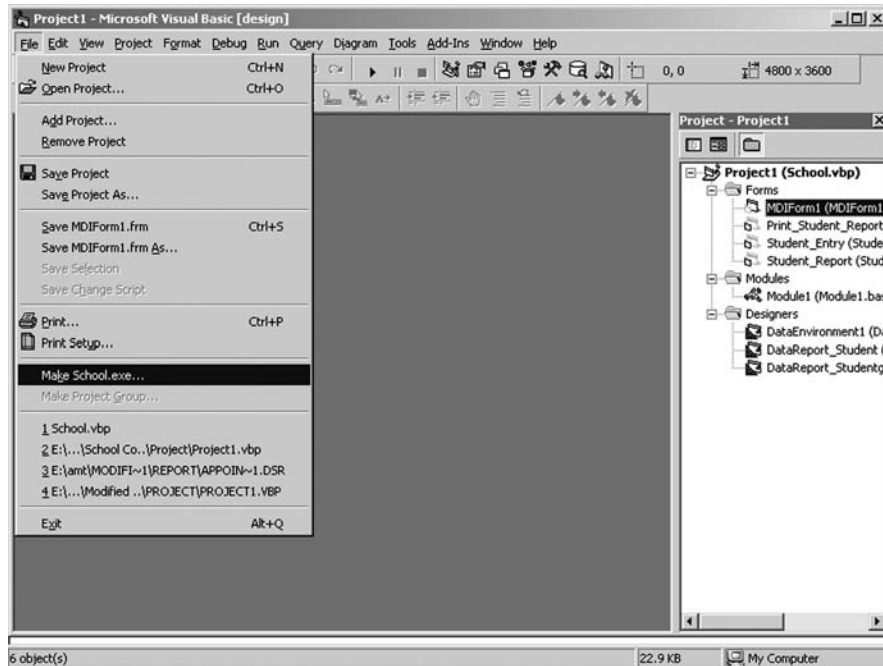 Project1 - Microsoft Visual Basic [design]
File Edit View Project Format Debug Run Query Diagram Tools Add-Ins Window Help
0, 0 4800 x 3600
New Project Ctrl+N
Open Project... Ctrl+O
Add Project...
Remove Project
Save Project
Save Project As...
Save MDIForm1.frm Ctrl+S
Save MDIForm1.frm As...
Save Selection
Save Change Script
Print... Ctrl+P
Print Setup...
Make School.exe...
Make Project Group...
1 School.vbp
2 E:\...\School Co..\Project\Project1.vbp
3 E:\amt\MODIFI~1\REPORT\APPOIN~1.DSR
4 E:\...\Modified ..\PROJECT\PROJECT1.VBP
Exit Alt+Q
Project - Project1
Project1 (School.vbp)
Forms
MDIForm1 (MDIForm1
Print_Student_Report
Student_Entry (Stude
Student_Report (Stud
Modules
Module1 (Module1.ba
Designers
DataEnvironment1 (Da
DataReport_Student (
DataReport_Studentg
6 object(s) 22.9 KB My Computer